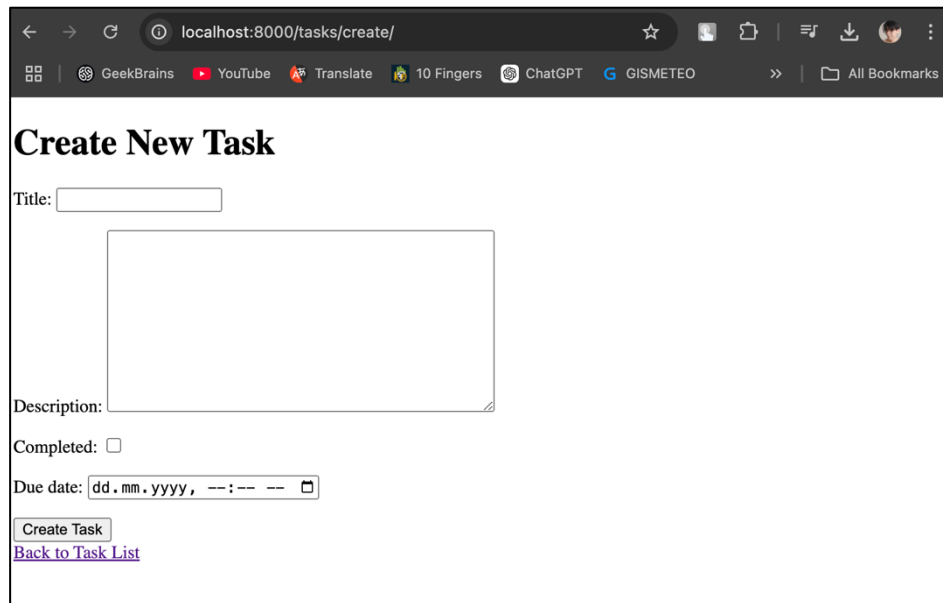 localhost:8000/tasks/create/
GeekBrains YouTube Translate 10 Fingers ChatGPT G GISMETEO >> All Bookmarks
Create New Task
Title:
Description:
Completed:
Due date: dd.mm.yyyy, --:-- --
Create Task
Back to Task List